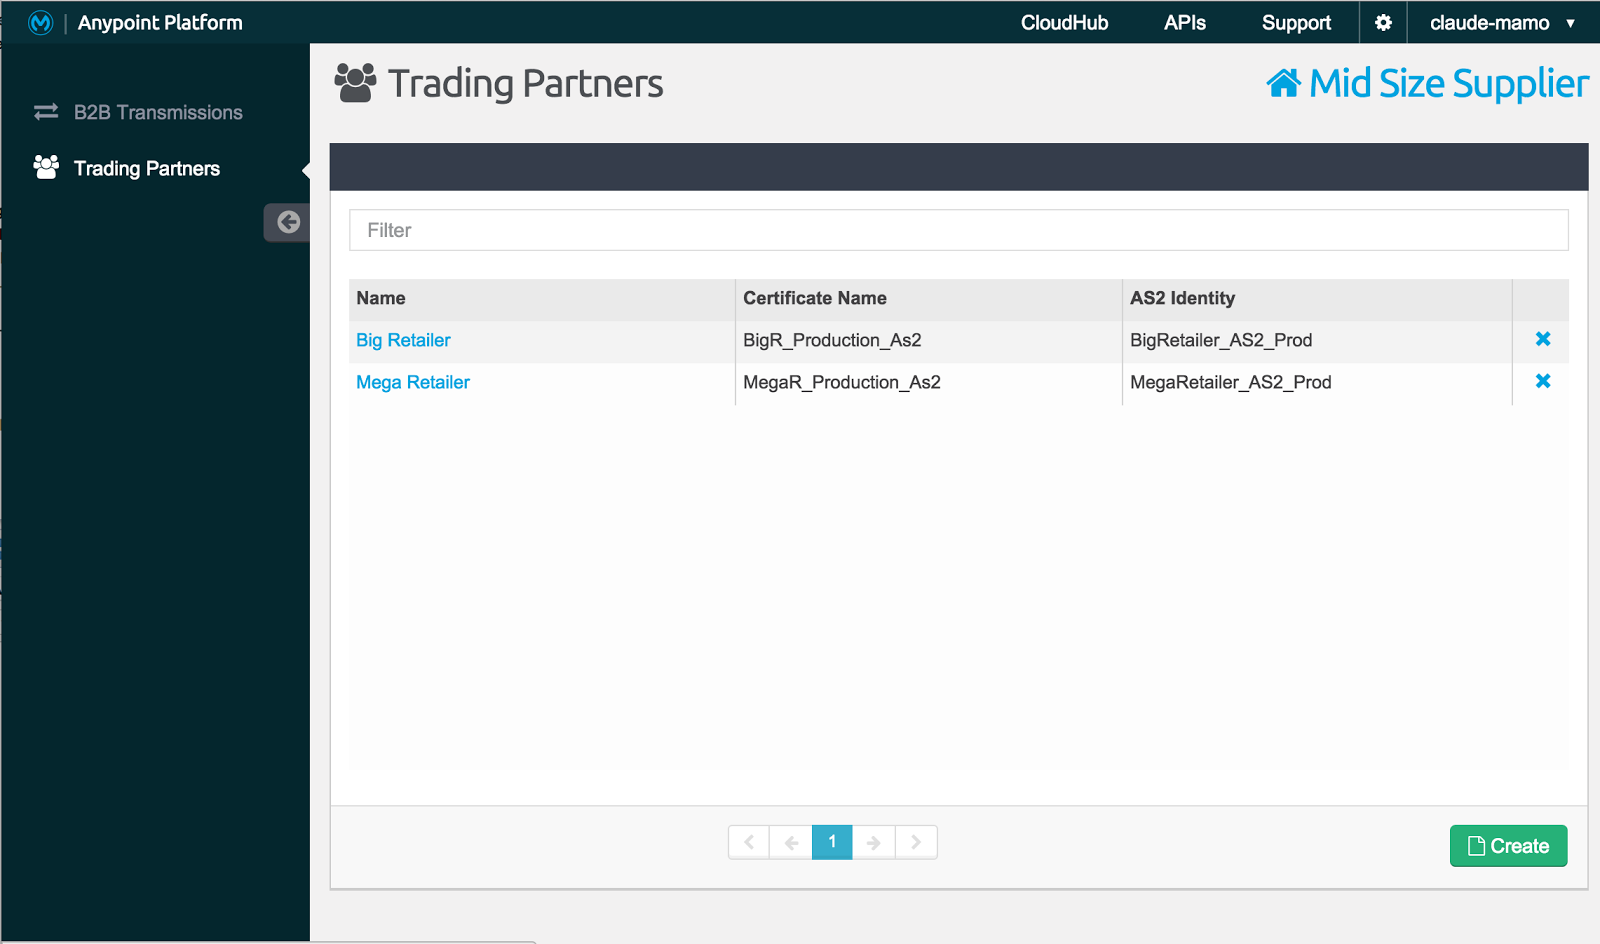 Anypoint Platform
CloudHub APIs Support claude-mamo
B2B Transmissions
Trading Partners
Trading Partners
Mid Size Supplier
Filter
Name Certificate Name AS2 Identity
Big Retailer BigR_Production_As2 BigRetailer_AS2_Prod
Mega Retailer MegaR_Production_As2 MegaRetailer_AS2_Prod
1
Create